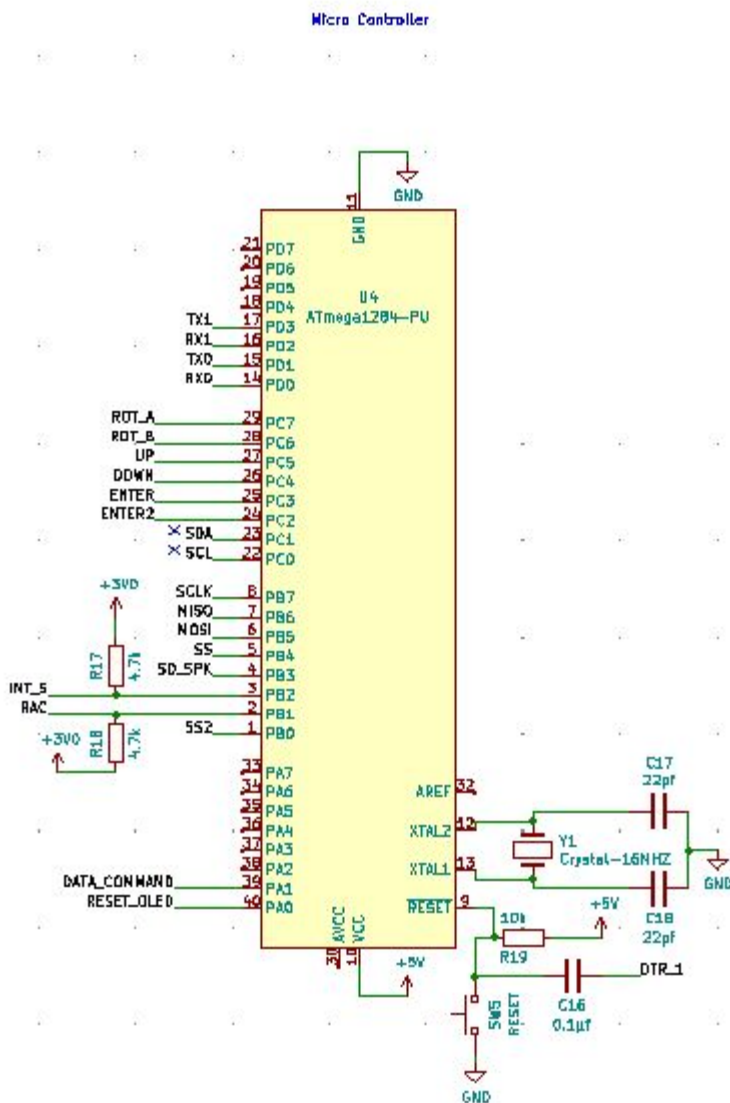 Micro Controller
GND
11
GND
U4
ATmega1284-PU
21 PD7
20 PD6
19 PD5
18 PD4
TX1 17 PD3
RX1 16 PD2
TX0 15 PD1
RX0 14 PD0
ROT_A 29 PC7
ROT_B 28 PC6
UP 27 PC5
DOWN 26 PC4
ENTER 25 PC3
ENTER2 24 PC2
SDA 23 PC1
SCL 22 PC0
SCLK 8 PB7
MISO 7 PB6
MOSI 6 PB5
SS 5 PB4
SD_SPK 4 PB3
INT_S 3 PB2
RAC 2 PB1
SS2 1 PB0
+3V0
R17
4.7k
R18
4.7k
+3V0
33 PA7
34 PA6
35 PA5
36 PA4
37 PA3
38 PA2
DATA_COMMAND 39 PA1
RESET_OLED 40 PA0
AREF 32
XTAL2 12
XTAL1 13
RESET 9
AVCC
30
VCC
10
+5V
C17
22pf
Y1
Crystal-16MHZ
GND
C18
22pf
10k
R19
+5V
C16
0.1µf
DTR_1
SW5
RESET
GND